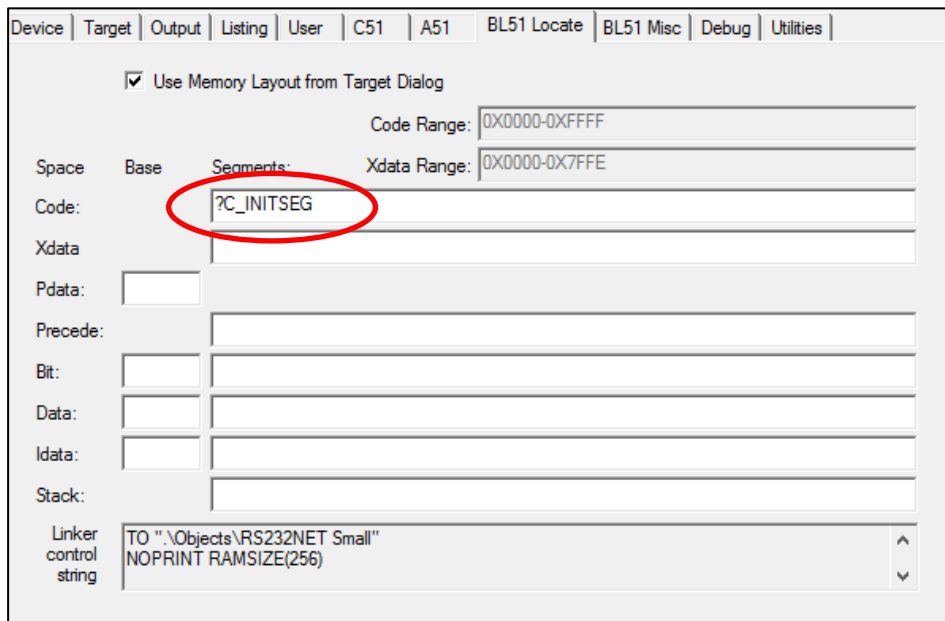 Device Target Output Listing User C51 A51 BL51 Locate BL51 Misc Debug Utilities
Use Memory Layout from Target Dialog
Code Range: 0X0000-0XFFFF
Space Base Segments: Xdata Range: 0X0000-0X7FFE
Code: ?C_INITSEG
Xdata
Pdata:
Precede:
Bit:
Data:
Idata:
Stack:
Linker control string
TO ".\Objects\RS232NET Small"
NOPRINT RAMSIZE(256)